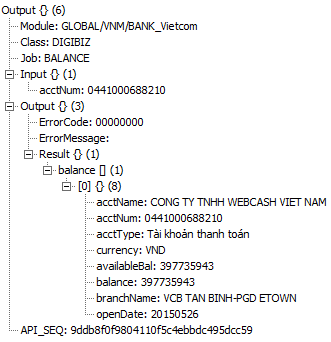 Output {} (6)
Module: GLOBAL/VNM/BANK_Vietcom
Class: DIGIBIZ
Job: BALANCE
Input {} (1)
acctNum: 0441000688210
Output {} (3)
ErrorCode: 00000000
ErrorMessage:
Result {} (1)
balance [] (1)
[0] {} (8)
acctName: CONG TY TNHH WEBCASH VIET NAM
acctNum: 0441000688210
acctType: Tài khoản thanh toán
currency: VND
availableBal: 397735943
balance: 397735943
branchName: VCB TAN BINH-PGD ETOWN
openDate: 20150526
API_SEQ: 9ddb8f0f9804110f5c4ebbdc495dcc59